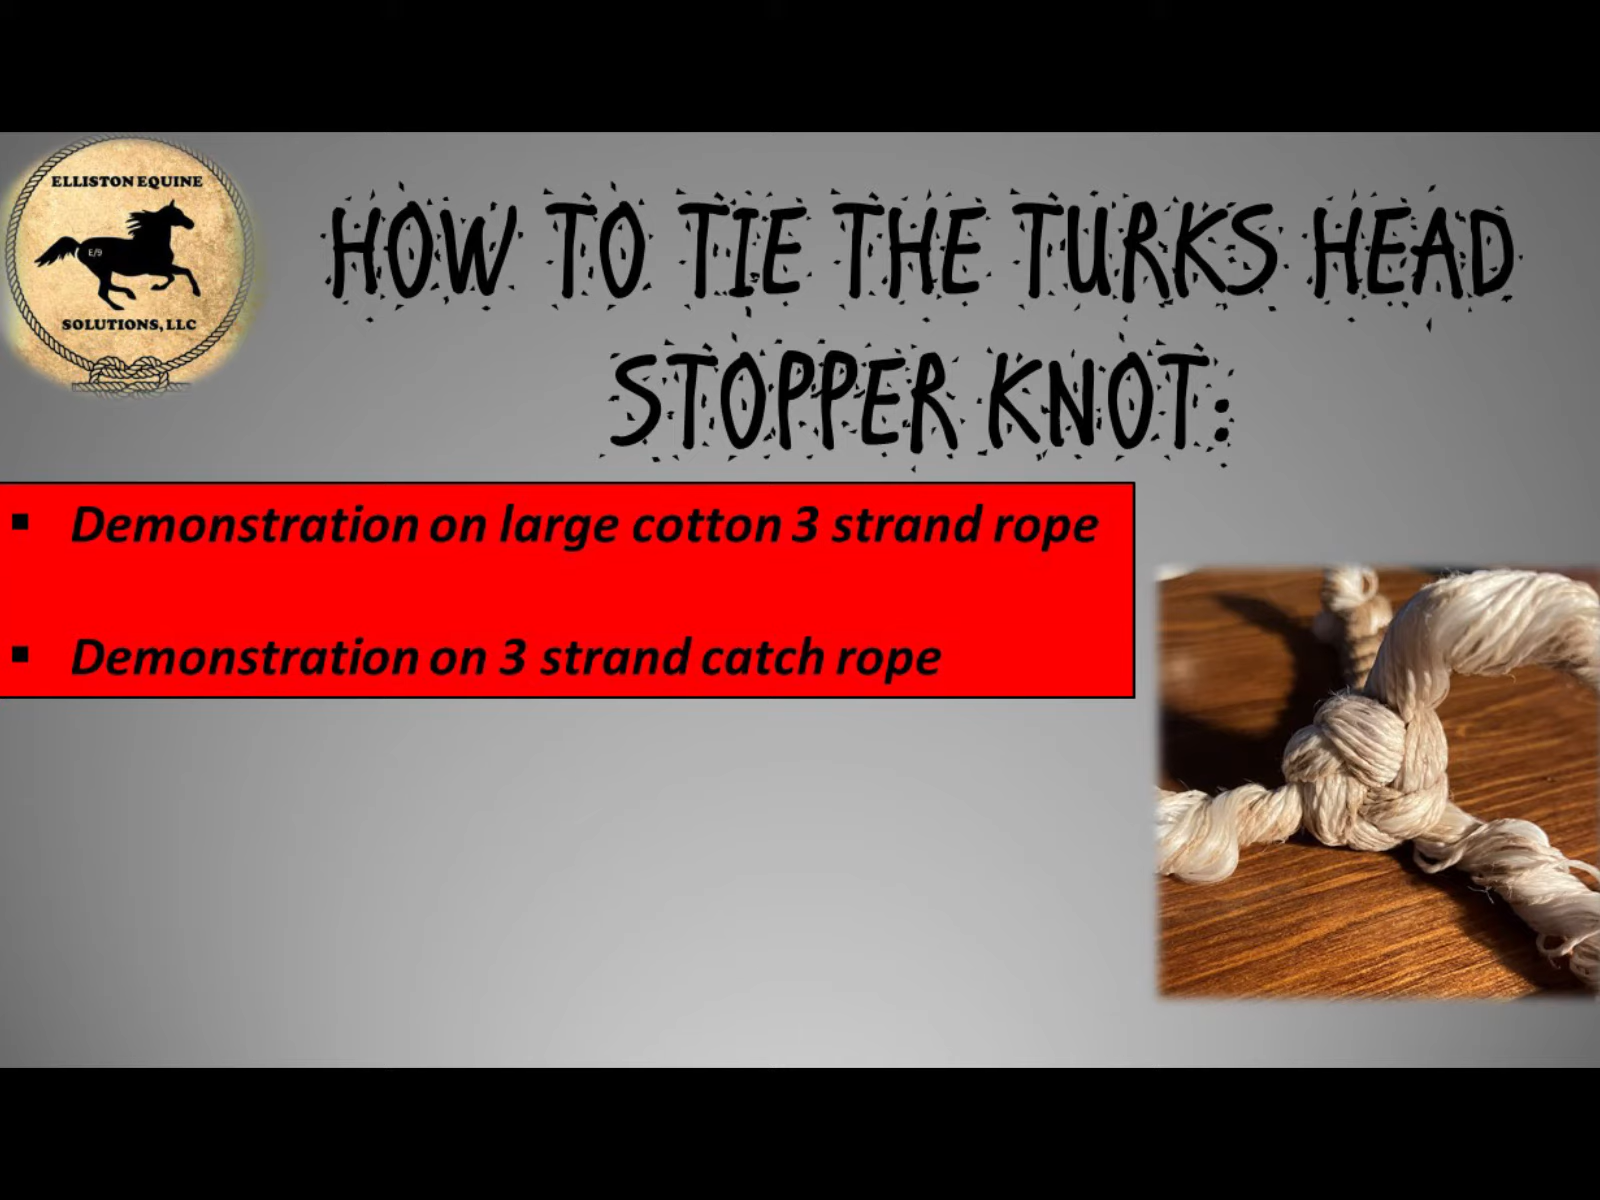 ELLISTON EQUINE
E/9
SOLUTIONS, LLC
HOW TO TIE THE TURKS HEAD
STOPPER KNOT:
▪ Demonstration on large cotton 3 strand rope
▪ Demonstration on 3 strand catch rope